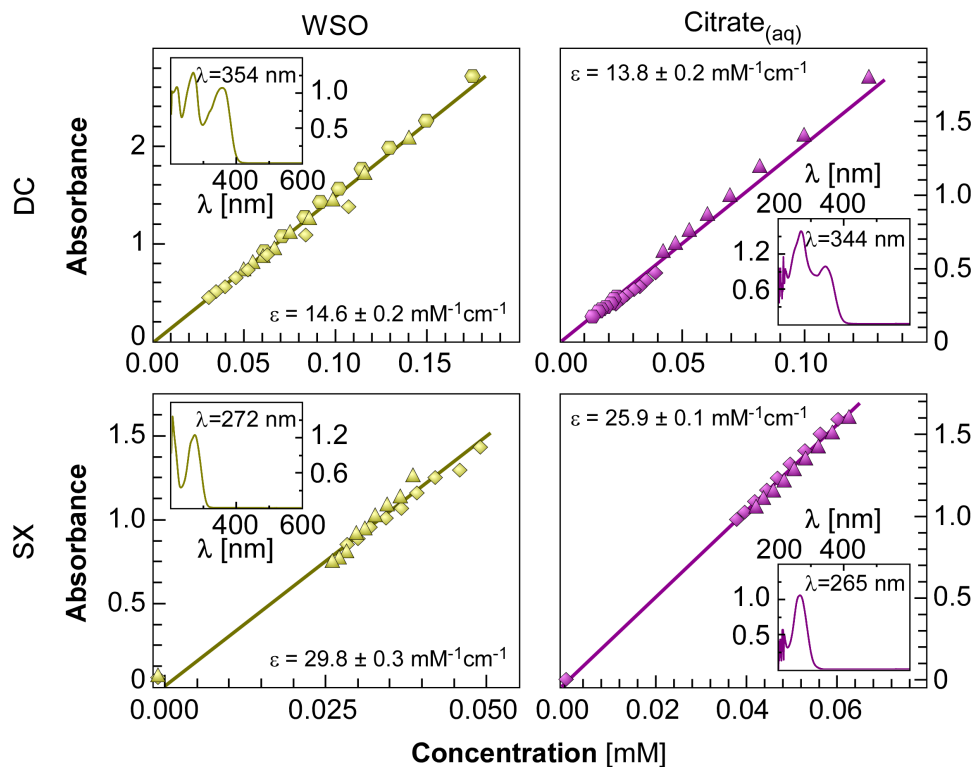 WSO
Citrate(aq)
DC
Absorbance
0
1
2
0.00
0.05
0.10
0.15
λ=354 nm
1.0
0.5
400
600
λ [nm]
ε = 14.6 ± 0.2 mM-1cm-1
ε = 13.8 ± 0.2 mM-1cm-1
1.5
1.0
0.5
0
0.00
0.05
0.10
λ [nm]
200
400
λ=344 nm
1.2
0.6
SX
Absorbance
1.5
1.0
0.5
0
0.000
0.025
0.050
λ=272 nm
1.2
0.6
400
600
λ [nm]
ε = 29.8 ± 0.3 mM-1cm-1
ε = 25.9 ± 0.1 mM-1cm-1
1.5
1.0
0.5
0
0.00
0.02
0.04
0.06
λ [nm]
200
400
λ=265 nm
1.0
0.5
Concentration [mM]